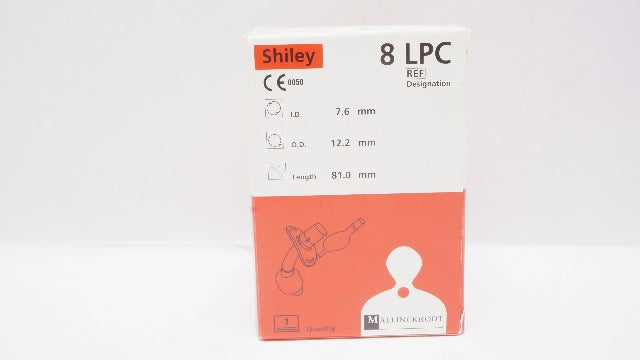 Shiley
8 LPC
REF
Designation
CE 0050
I.D. 7.6 mm
O.D. 12.2 mm
Length 81.0 mm
1
Quantity
M MALLINCKRODT